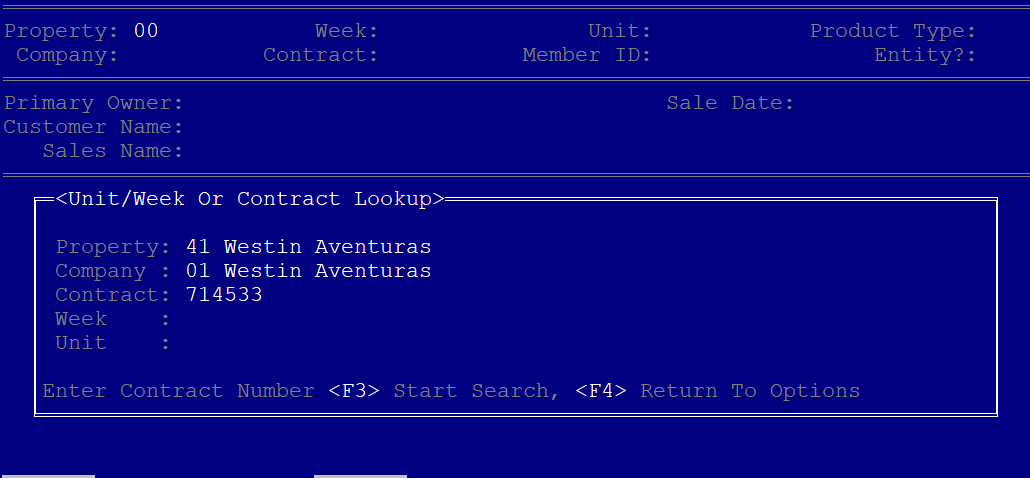 Property: 00 Week: Unit: Product Type:
Company: Contract: Member ID: Entity?:
Primary Owner: Sale Date:
Customer Name:
Sales Name:
<Unit/Week Or Contract Lookup>
Property: 41 Westin Aventuras
Company : 01 Westin Aventuras
Contract: 714533
Week :
Unit :
Enter Contract Number <F3> Start Search, <F4> Return To Options